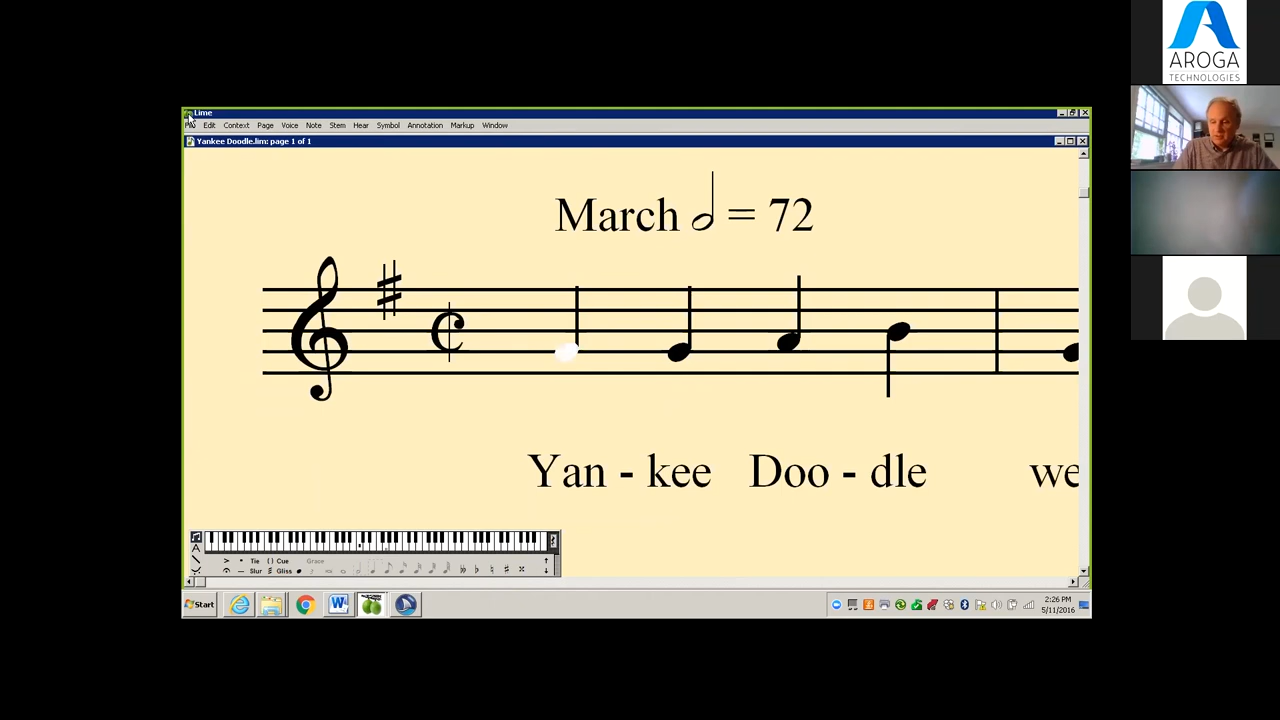 AROGA
TECHNOLOGIES
Lime
Edit Context Page Voice Note Stem Hear Symbol Annotation Markup Window
Yankee Doodle.lim: page 1 of 1
March = 72
Yan - kee Doo - dle we
A
Tie () Cue Grace
Slur Gliss
Start
2:26 PM
5/11/2016